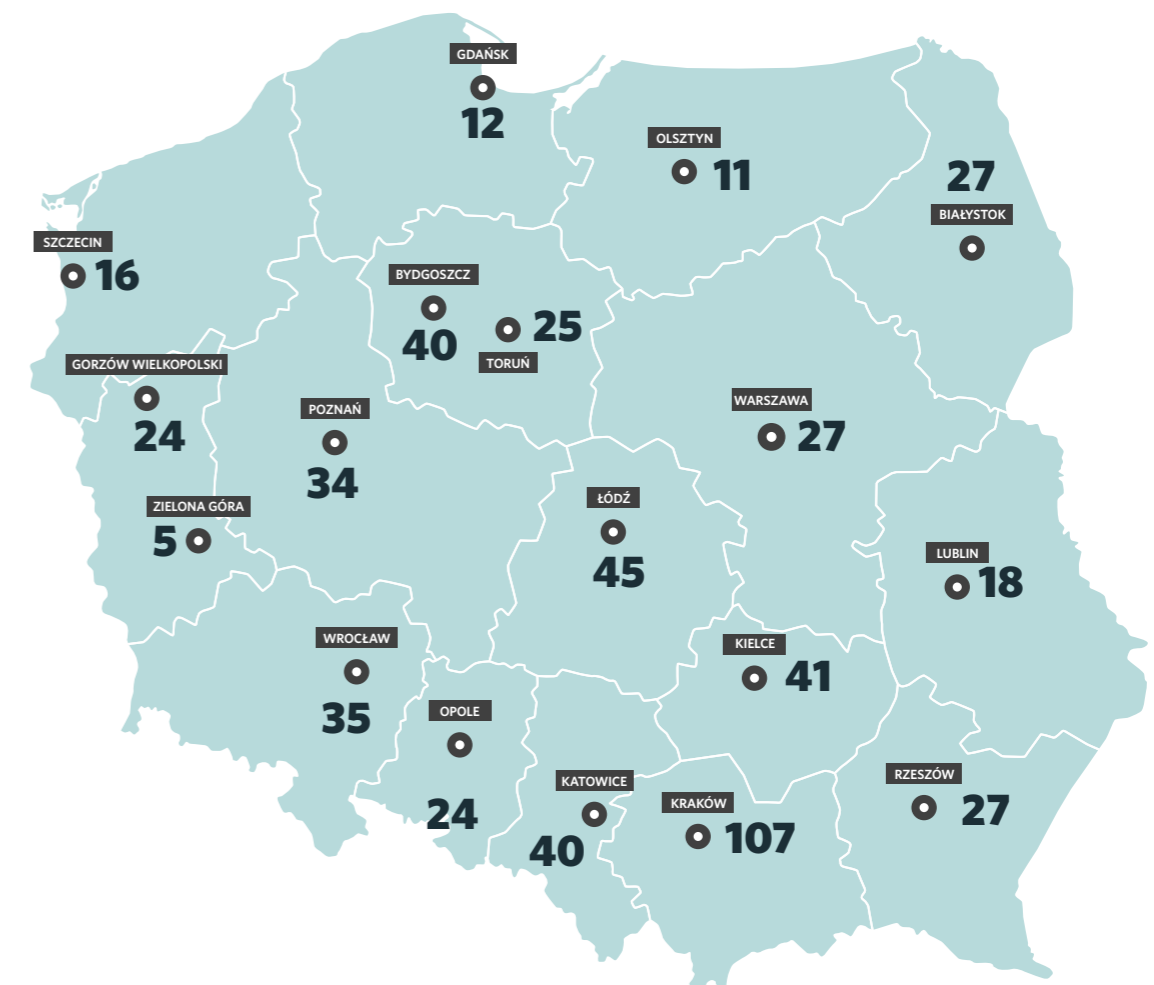 GDAŃSK
12
OLSZTYN
11
27
BIAŁYSTOK
SZCZECIN
16
BYDGOSZCZ
40
25
TORUŃ
GORZÓW WIELKOPOLSKI
24
POZNAŃ
34
WARSZAWA
27
ZIELONA GÓRA
5
ŁÓDŹ
45
LUBLIN
18
WROCŁAW
35
KIELCE
41
OPOLE
24
KATOWICE
40
KRAKÓW
107
RZESZÓW
27